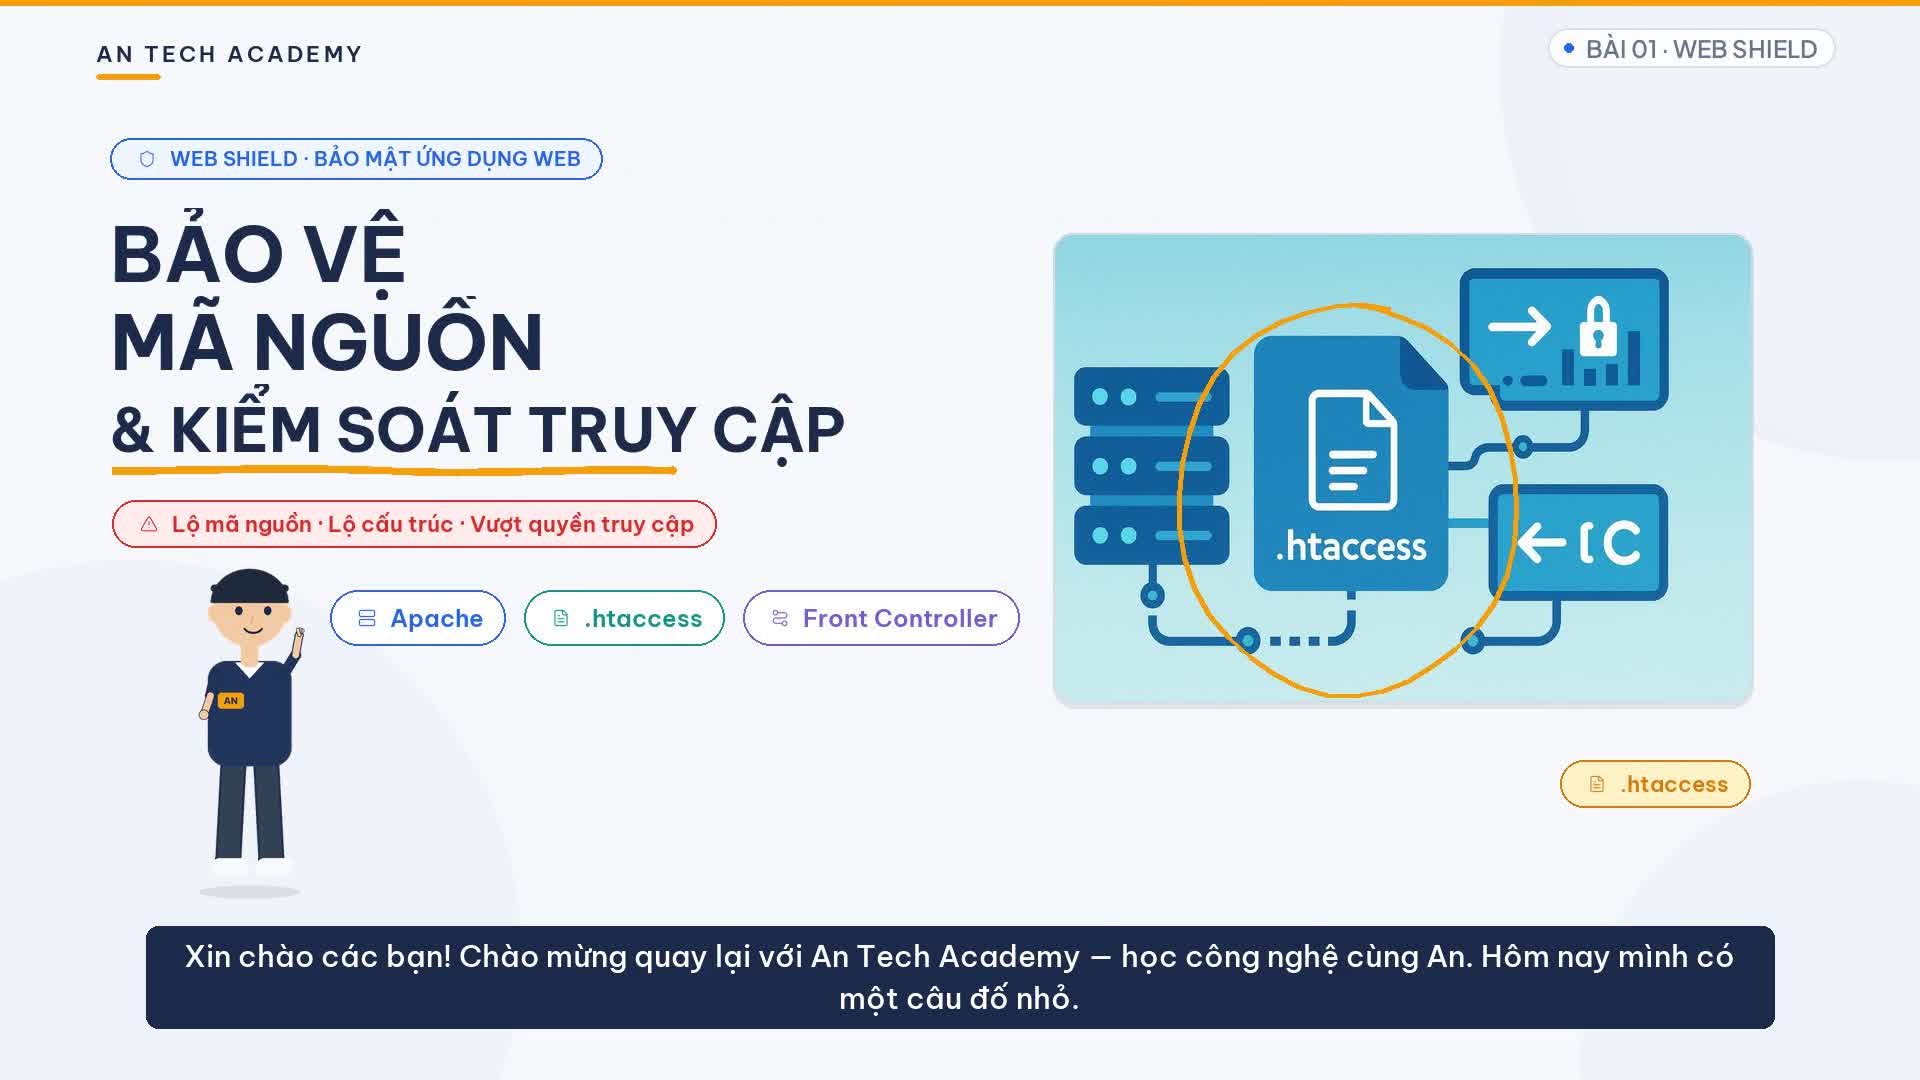 AN TECH ACADEMY
BÀI 01 · WEB SHIELD
WEB SHIELD · BẢO MẬT ỨNG DỤNG WEB
BẢO VỆ
MÃ NGUỒN
& KIỂM SOÁT TRUY CẬP
Lộ mã nguồn · Lộ cấu trúc · Vượt quyền truy cập
Apache
.htaccess
Front Controller
AN
.htaccess
.htaccess
Xin chào các bạn! Chào mừng quay lại với An Tech Academy — học công nghệ cùng An. Hôm nay mình có
một câu đố nhỏ.